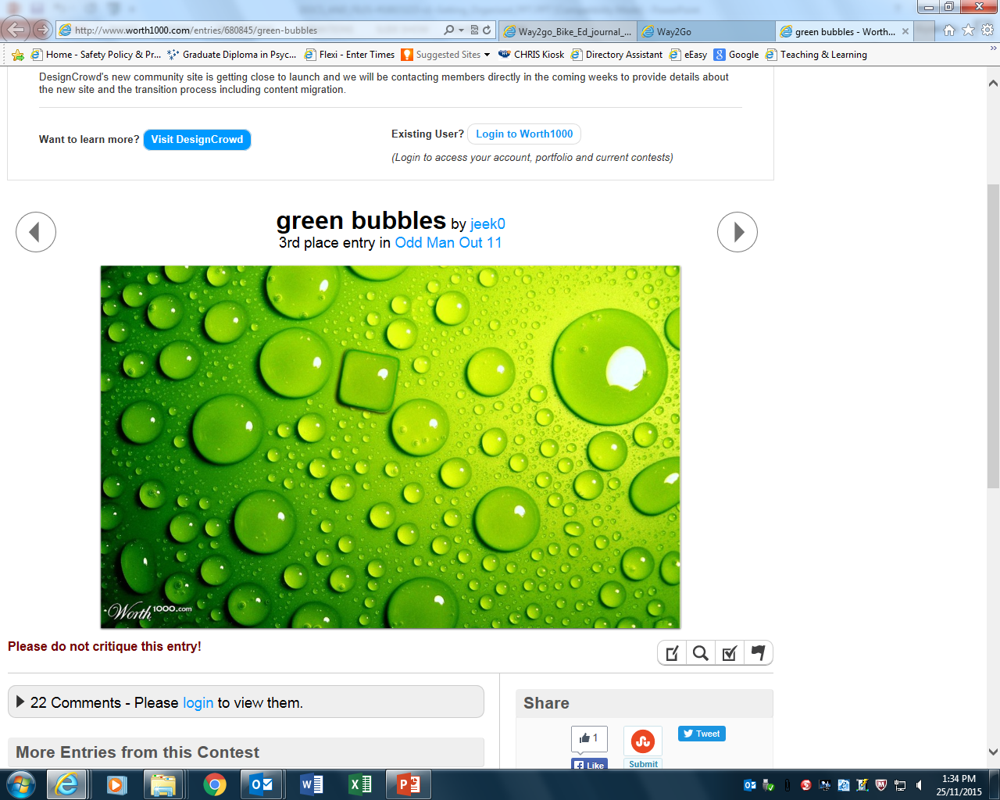 http://www.worth1000.com/entries/680845/green-bubbles
Way2go_Bike_Ed_journal_...
Way2Go
green bubbles - Worth...
Home - Safety Policy & Pr...
Graduate Diploma in Psyc...
Flexi - Enter Times
Suggested Sites
CHRIS Kiosk
Directory Assistant
eEasy
Google
Teaching & Learning
DesignCrowd's new community site is getting close to launch and we will be contacting members directly in the coming weeks to provide details about
the new site and the transition process including content migration.
Want to learn more? Visit DesignCrowd
Existing User? Login to Worth1000
(Login to access your account, portfolio and current contests)
green bubbles by jeek0
3rd place entry in Odd Man Out 11
Worth1000.com
Please do not critique this entry!
22 Comments - Please login to view them.
Share
1
Like
Submit
Tweet
More Entries from this Contest
1:34 PM
25/11/2015